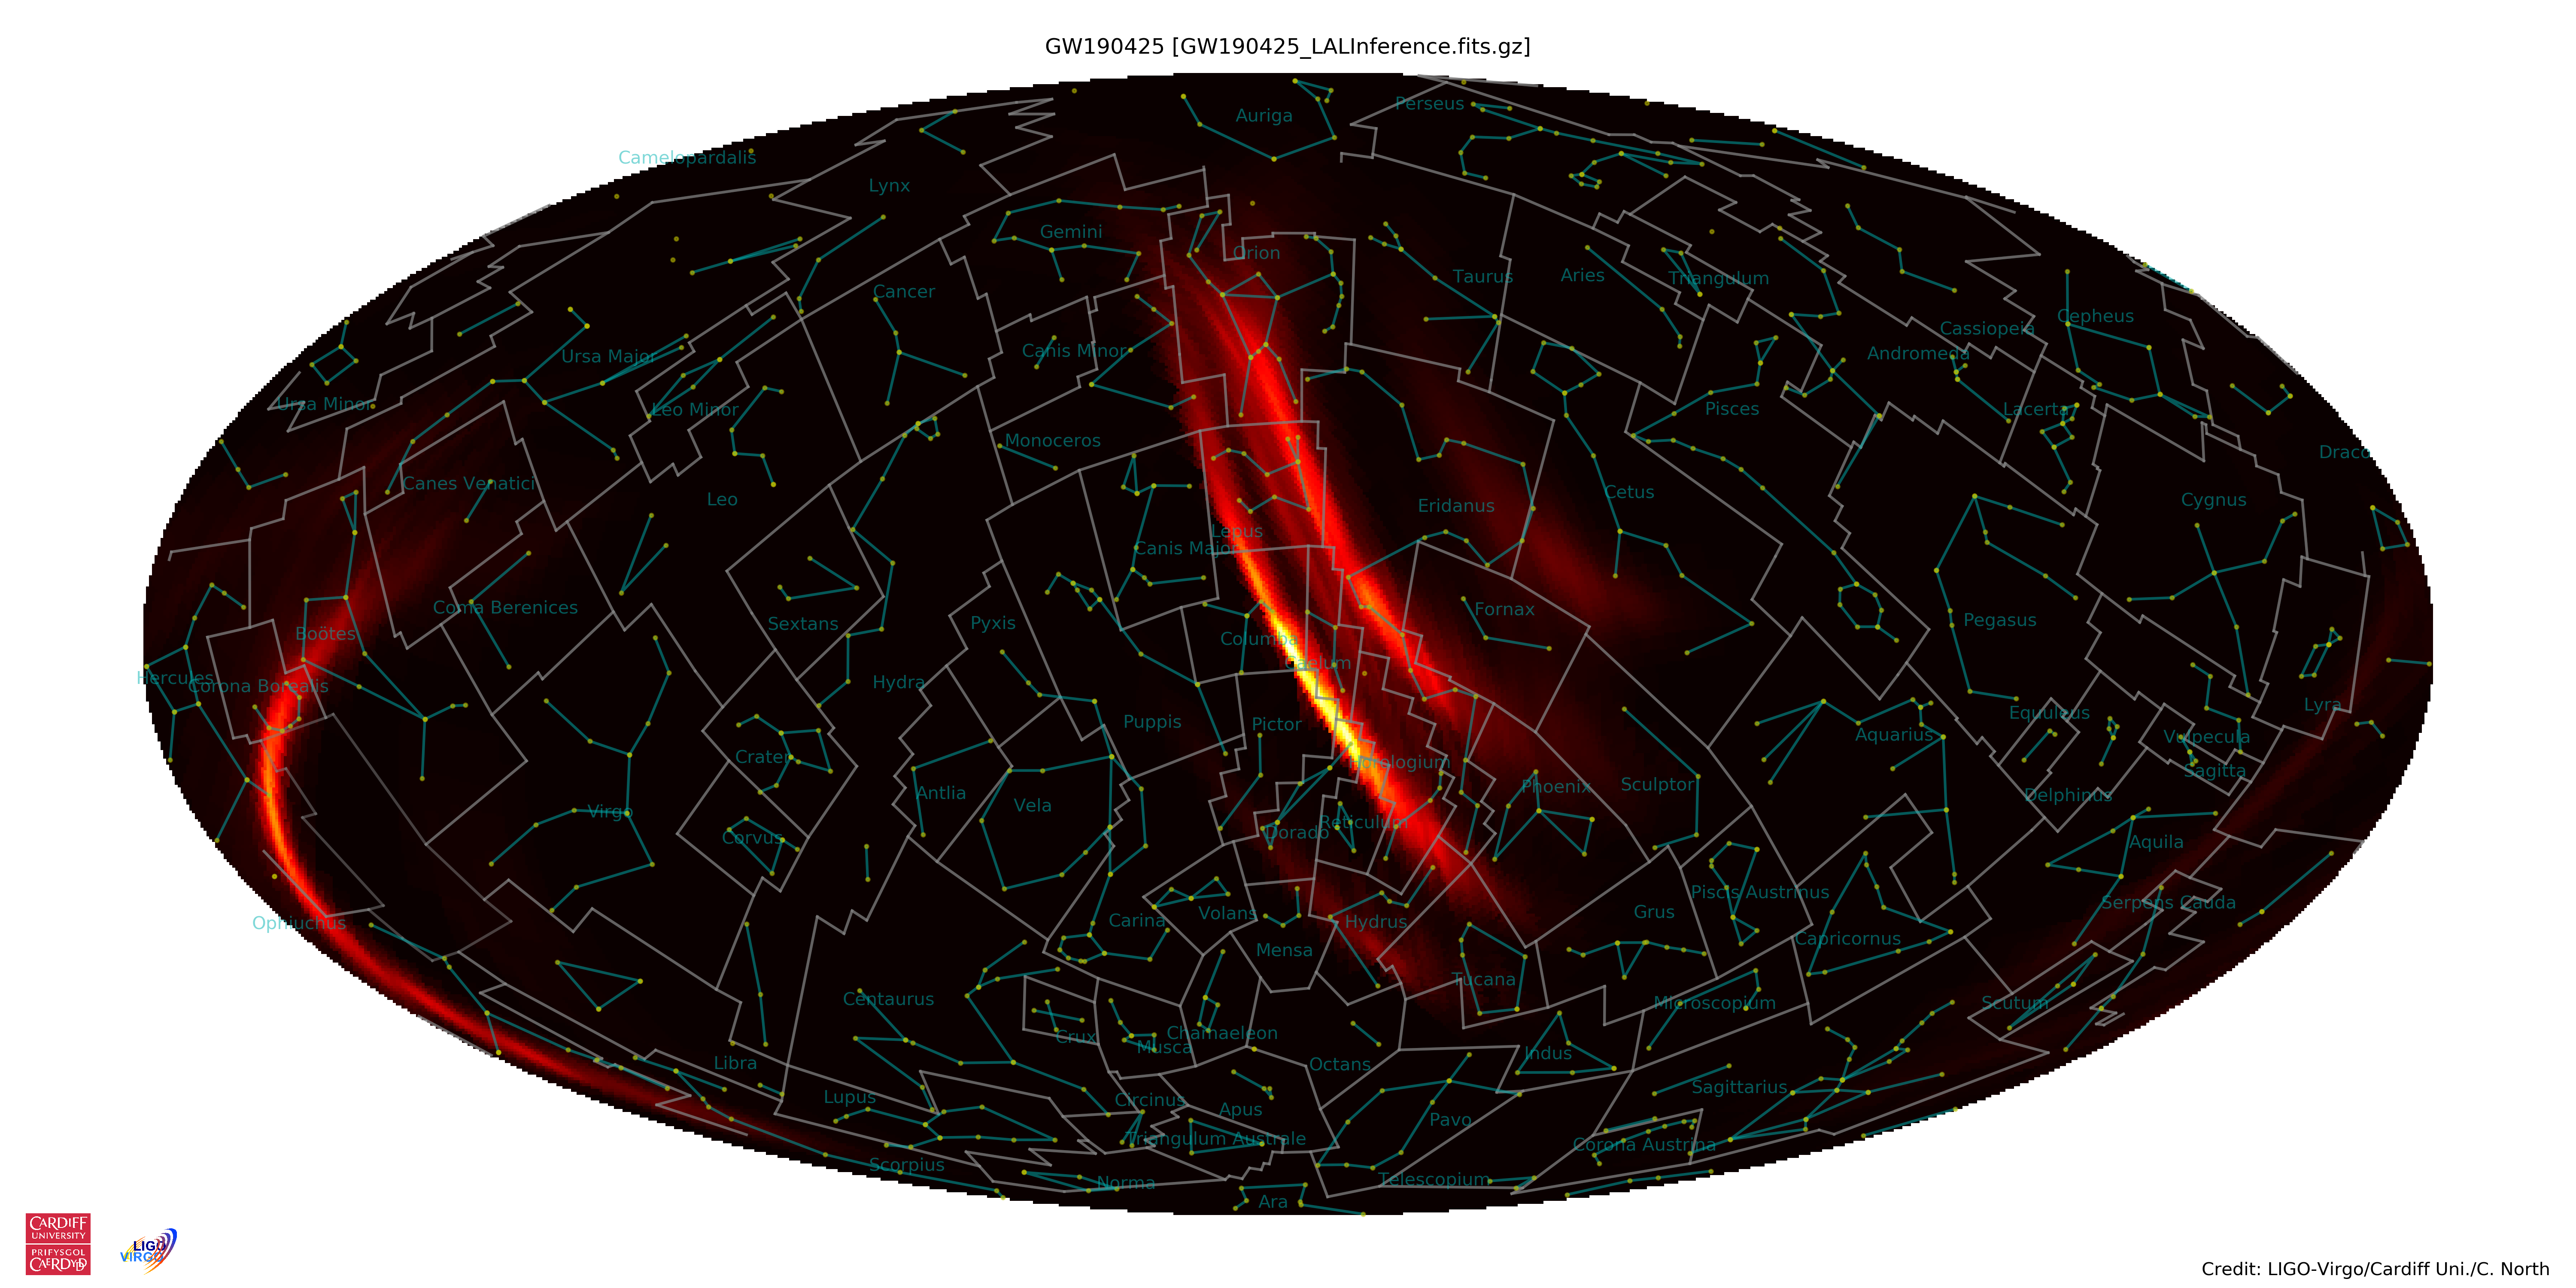 GW190425 [GW190425_LALInference.fits.gz]
Perseus
Auriga
Camelopardalis
Lynx
Gemini
Orion
Taurus
Aries
Triangulum
Cancer
Cepheus
Cassiopeia
Canis Minor
Andromeda
Ursa Major
Ursa Minor
Leo Minor
Pisces
Lacerta
Monoceros
Draco
Canes Venatici
Leo
Cetus
Cygnus
Eridanus
Lepus
Canis Major
Coma Berenices
Fornax
Sextans
Pyxis
Pegasus
Boötes
Columba
Caelum
Hercules
Corona Borealis
Hydra
Lyra
Equuleus
Puppis
Pictor
Aquarius
Vulpecula
Crater
Horologium
Sagitta
Phoenix
Sculptor
Antlia
Delphinus
Vela
Virgo
Reticulum
Dorado
Corvus
Aquila
Piscis Austrinus
Serpens Cauda
Ophiuchus
Carina
Volans
Hydrus
Grus
Capricornus
Mensa
Tucana
Centaurus
Microscopium
Scutum
Crux
Chamaeleon
Musca
Indus
Libra
Octans
Sagittarius
Lupus
Circinus
Apus
Pavo
Triangulum Australe
Corona Austrina
Scorpius
Norma
Telescopium
Ara
CARDIFF
UNIVERSITY
PRIFYSGOL
CAERDYDD
LIGO
VIRGO
Credit: LIGO-Virgo/Cardiff Uni./C. North